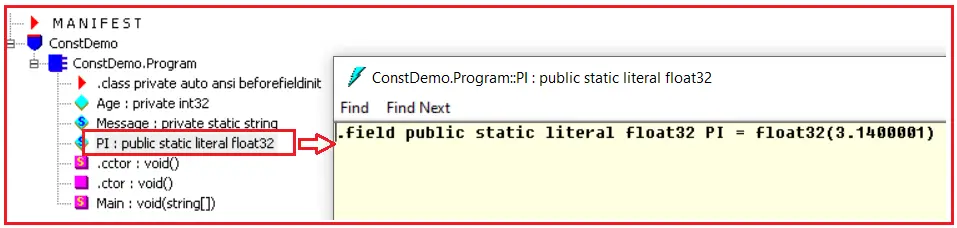 MANIFEST
ConstDemo
ConstDemo.Program
.class private auto ansi beforefieldinit
Age : private int32
Message : private static string
PI : public static literal float32
.cctor : void()
.ctor : void()
Main : void(string[])
ConstDemo.Program::PI : public static literal float32
Find Find Next
.field public static literal float32 PI = float32(3.1400001)